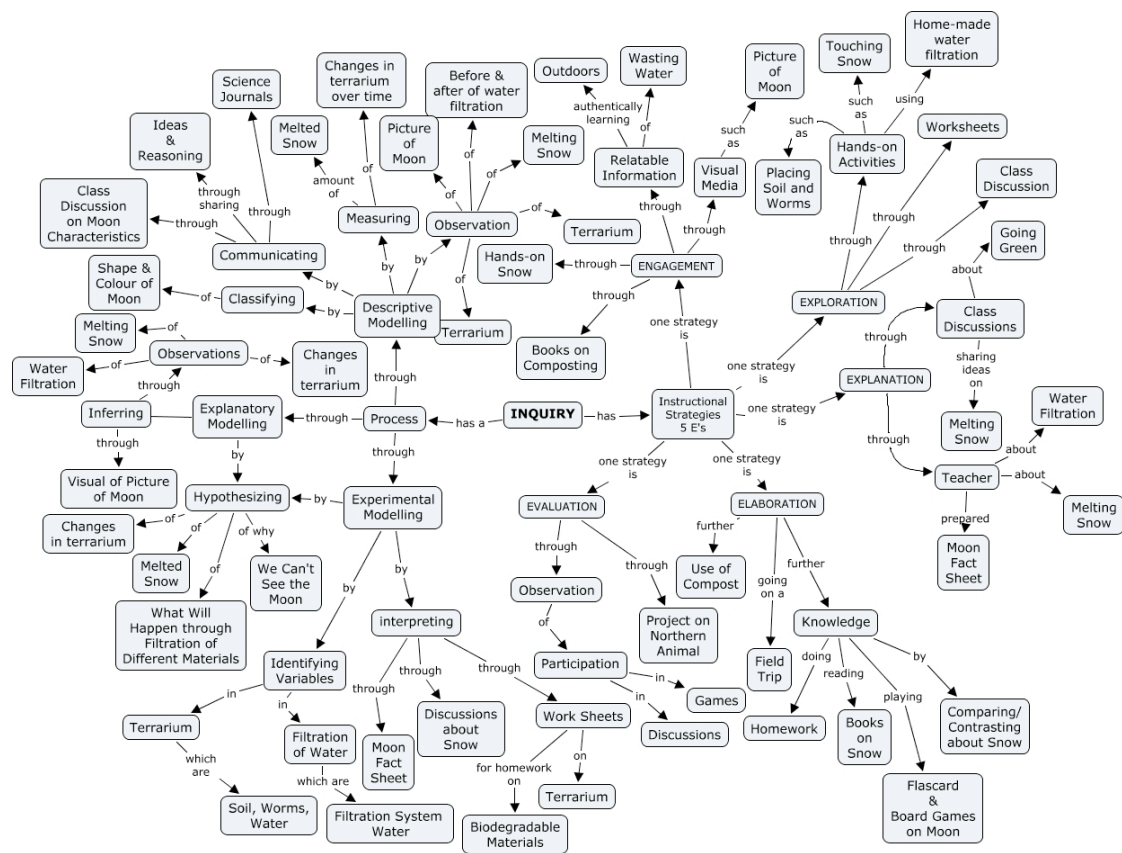 Home-made
water
filtration
Touching
Snow
Wasting
Water
Picture
of
Moon
Outdoors
Before &
after of water
filtration
Changes in
terrarium
over time
Science
Journals
Ideas
&
Reasoning
Melted
Snow
Picture
of Moon
Melting
Snow
authentically
learning
of
such
as
such
as
using
such
as
Worksheets
Relatable
Information
Visual
Media
Placing
Soil and
Worms
Hands-on
Activities
Class
Discussion
Class
Discussion
on Moon
Characteristics
through
sharing
through
through
amount
of
of
of
of
of
Measuring
Observation
of
Terrarium
of
through
through
through
through
through
Going
Green
Communicating
Hands-on
Snow
through
ENGAGEMENT
about
Shape &
Colour of
Moon
of
Classifying
by
by
by
by
Descriptive
Modelling
Terrarium
through
EXPLORATION
Class
Discussions
Melting
Snow
of
Observations
of
Changes
in
terrarium
Water
Filtration
of
through
Books on
Composting
one strategy
is
one strategy
is
through
sharing
ideas
on
EXPLANATION
Inferring
Explanatory
Modelling
through
Process
through
has a
INQUIRY
has
Instructional
Strategies
5 E's
one strategy
is
Melting
Snow
Water
Filtration
through
by
through
through
about
Visual of Picture
of Moon
one strategy
is
one strategy
is
Teacher
about
Hypothesizing
by
Experimental
Modelling
EVALUATION
ELABORATION
prepared
Melting
Snow
Changes
in terrarium
of
of
of
of why
Melted
Snow
We Can't
See the
Moon
What Will
Happen through
Filtration of
Different Materials
by
by
through
through
further
going
on a
further
Use of
Compost
Moon
Fact
Sheet
Observation
of
Project on
Northern
Animal
Knowledge
interpreting
Identifying
Variables
through
through
through
Participation
in
in
Games
Field
Trip
doing
reading
playing
by
in
in
Terrarium
Filtration
of Water
Moon
Fact
Sheet
Discussions
about
Snow
Work Sheets
Discussions
Homework
Books
on
Snow
Comparing/
Contrasting
about Snow
which
are
which are
for homework
on
on
Terrarium
Soil, Worms,
Water
Filtration System
Water
Biodegradable
Materials
Flascard
&
Board Games
on Moon